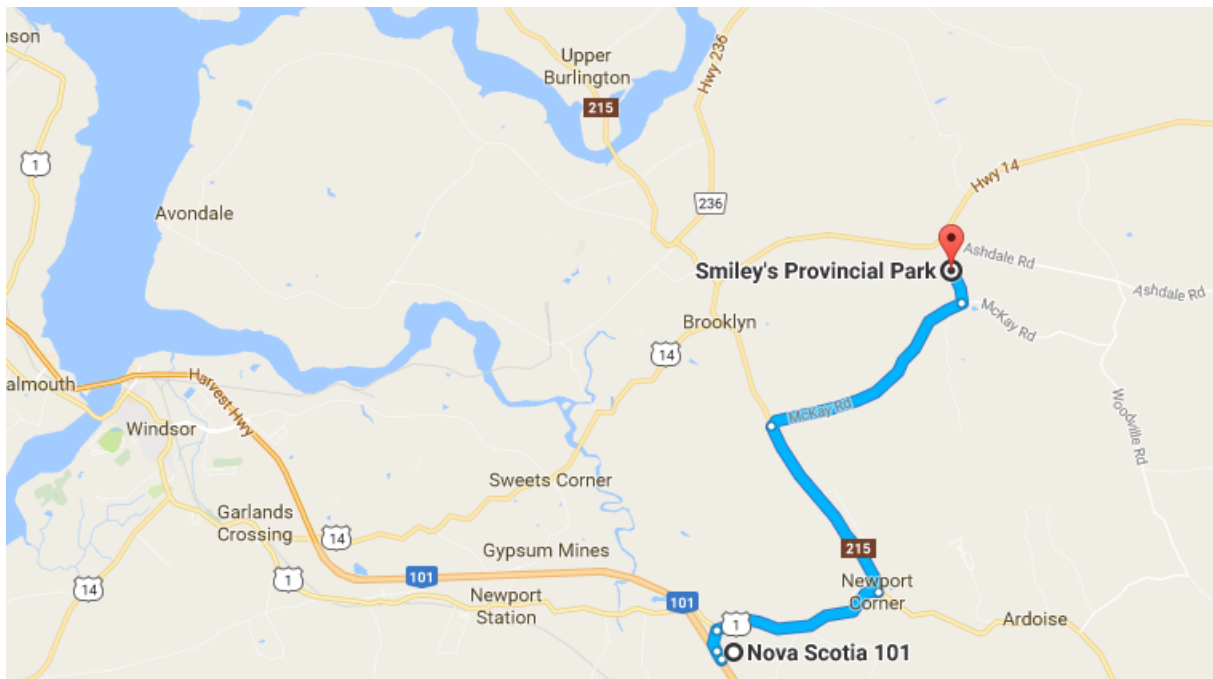 nson
Upper
Burlington
215
Hwy 236
1
Hwy 14
236
Avondale
Ashdale Rd
Smiley's Provincial Park
Ashdale Rd
McKay Rd
Brooklyn
14
almouth
Harvest Hwy
McKay Rd
Woodville Rd
Windsor
Sweets Corner
Garlands
Crossing
14
215
Gypsum Mines
101
1
14
Newport
Corner
Newport
Station
101
1
Ardoise
Nova Scotia 101